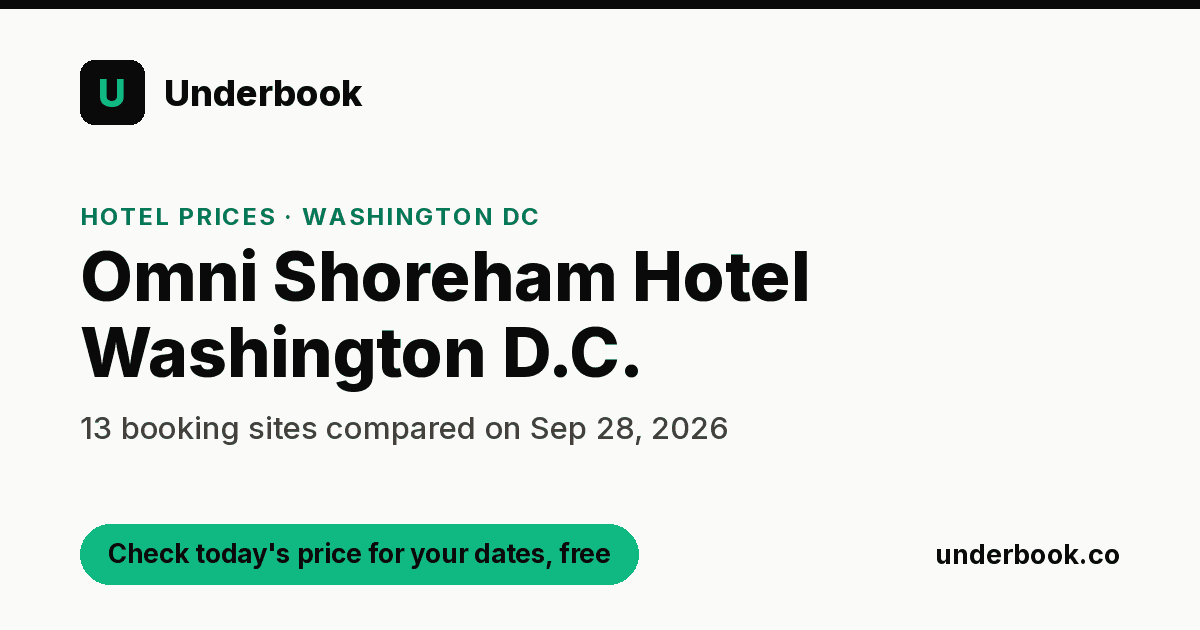 U
Underbook
HOTEL PRICES · WASHINGTON DC
Omni Shoreham Hotel
Washington D.C.
13 booking sites compared on Sep 28, 2026
Check today's price for your dates, free
underbook.co